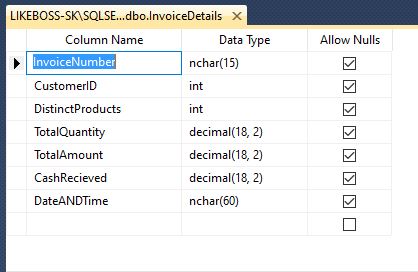 LIKEBOSS-SK\SQLSE...dbo.InvoiceDetails
Column Name Data Type Allow Nulls
InvoiceNumber nchar(15)
CustomerID int
DistinctProducts int
TotalQuantity decimal(18, 2)
TotalAmount decimal(18, 2)
CashRecieved decimal(18, 2)
DateANDTime nchar(60)